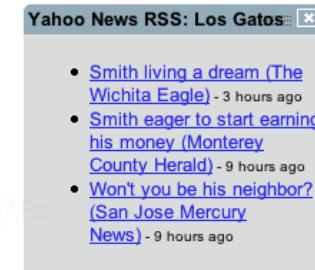 Yahoo News RSS: Los Gatos
Smith living a dream (The
Wichita Eagle) - 3 hours ago
Smith eager to start earning
his money (Monterey
County Herald) - 9 hours ago
Won't you be his neighbor?
(San Jose Mercury
News) - 9 hours ago